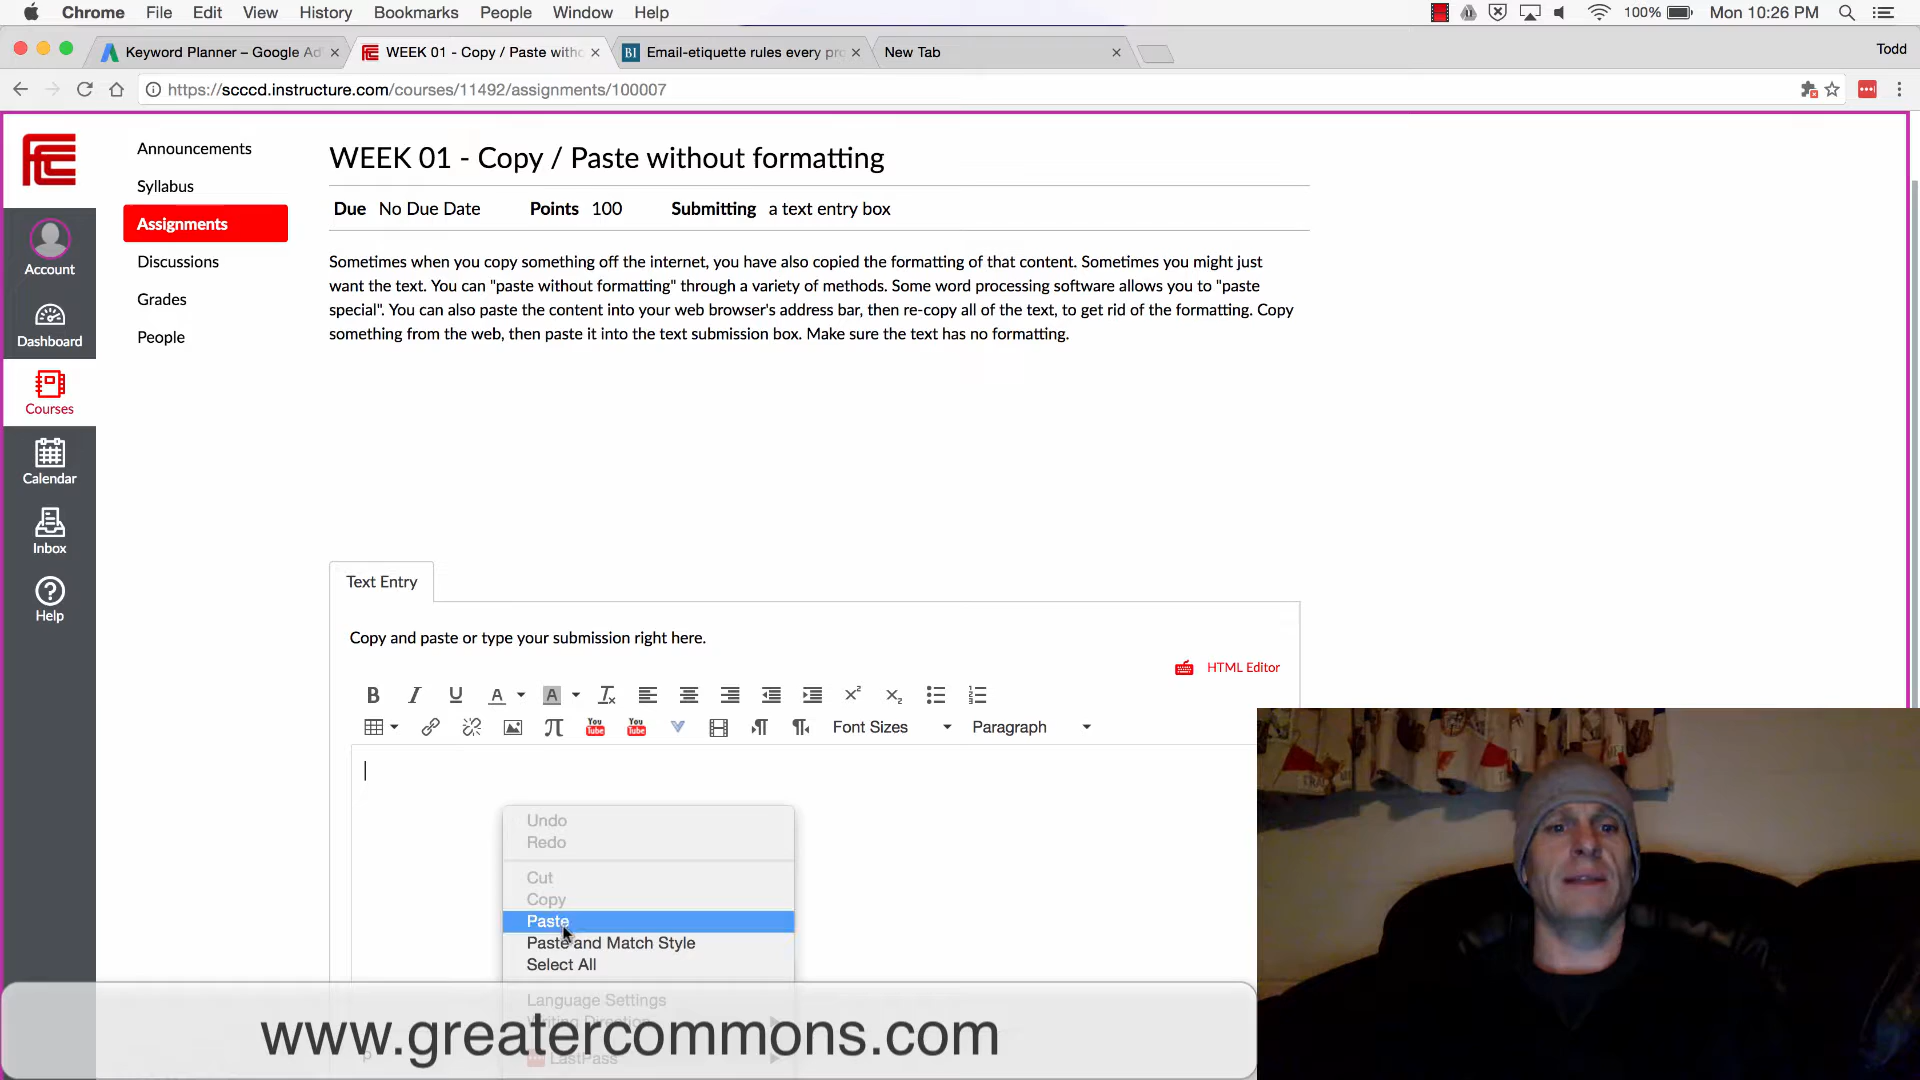 Chrome File Edit View History Bookmarks People Window Help 100% Mon 10:26 PM
Keyword Planner – Google Ad WEEK 01 - Copy / Paste with Email-etiquette rules every pro New Tab Todd
https://scccd.instructure.com/courses/11492/assignments/100007
Account
Dashboard
Courses
Calendar
Inbox
Help
Announcements
Syllabus
Assignments
Discussions
Grades
People
WEEK 01 - Copy / Paste without formatting
Due No Due Date Points 100 Submitting a text entry box
Sometimes when you copy something off the internet, you have also copied the formatting of that content. Sometimes you might just
want the text. You can "paste without formatting" through a variety of methods. Some word processing software allows you to "paste
special". You can also paste the content into your web browser's address bar, then re-copy all of the text, to get rid of the formatting. Copy
something from the web, then paste it into the text submission box. Make sure the text has no formatting.
Text Entry
Copy and paste or type your submission right here.
HTML Editor
Font Sizes Paragraph
Undo
Redo
Cut
Copy
Paste
Paste and Match Style
Select All
Language Settings
Writing Direction
LastPass
www.greatercommons.com